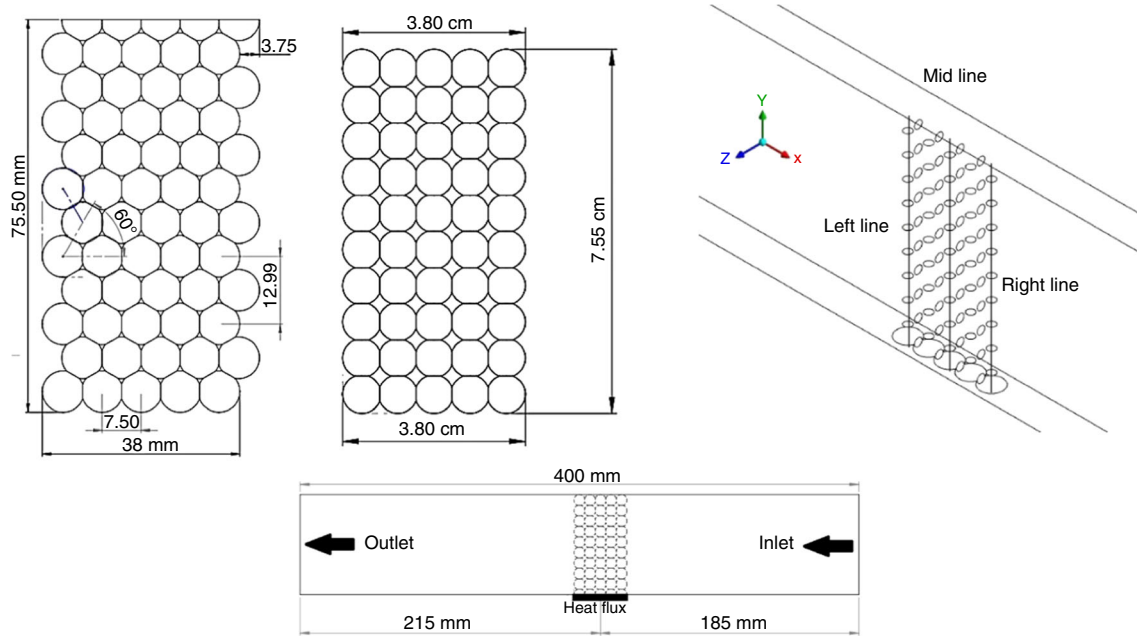 3.75
75.50 mm
60°
12.99
7.50
38 mm
3.80 cm
7.55 cm
3.80 cm
Mid line
Y
Z
x
Left line
Right line
400 mm
Outlet
Inlet
Heat flux
215 mm
185 mm